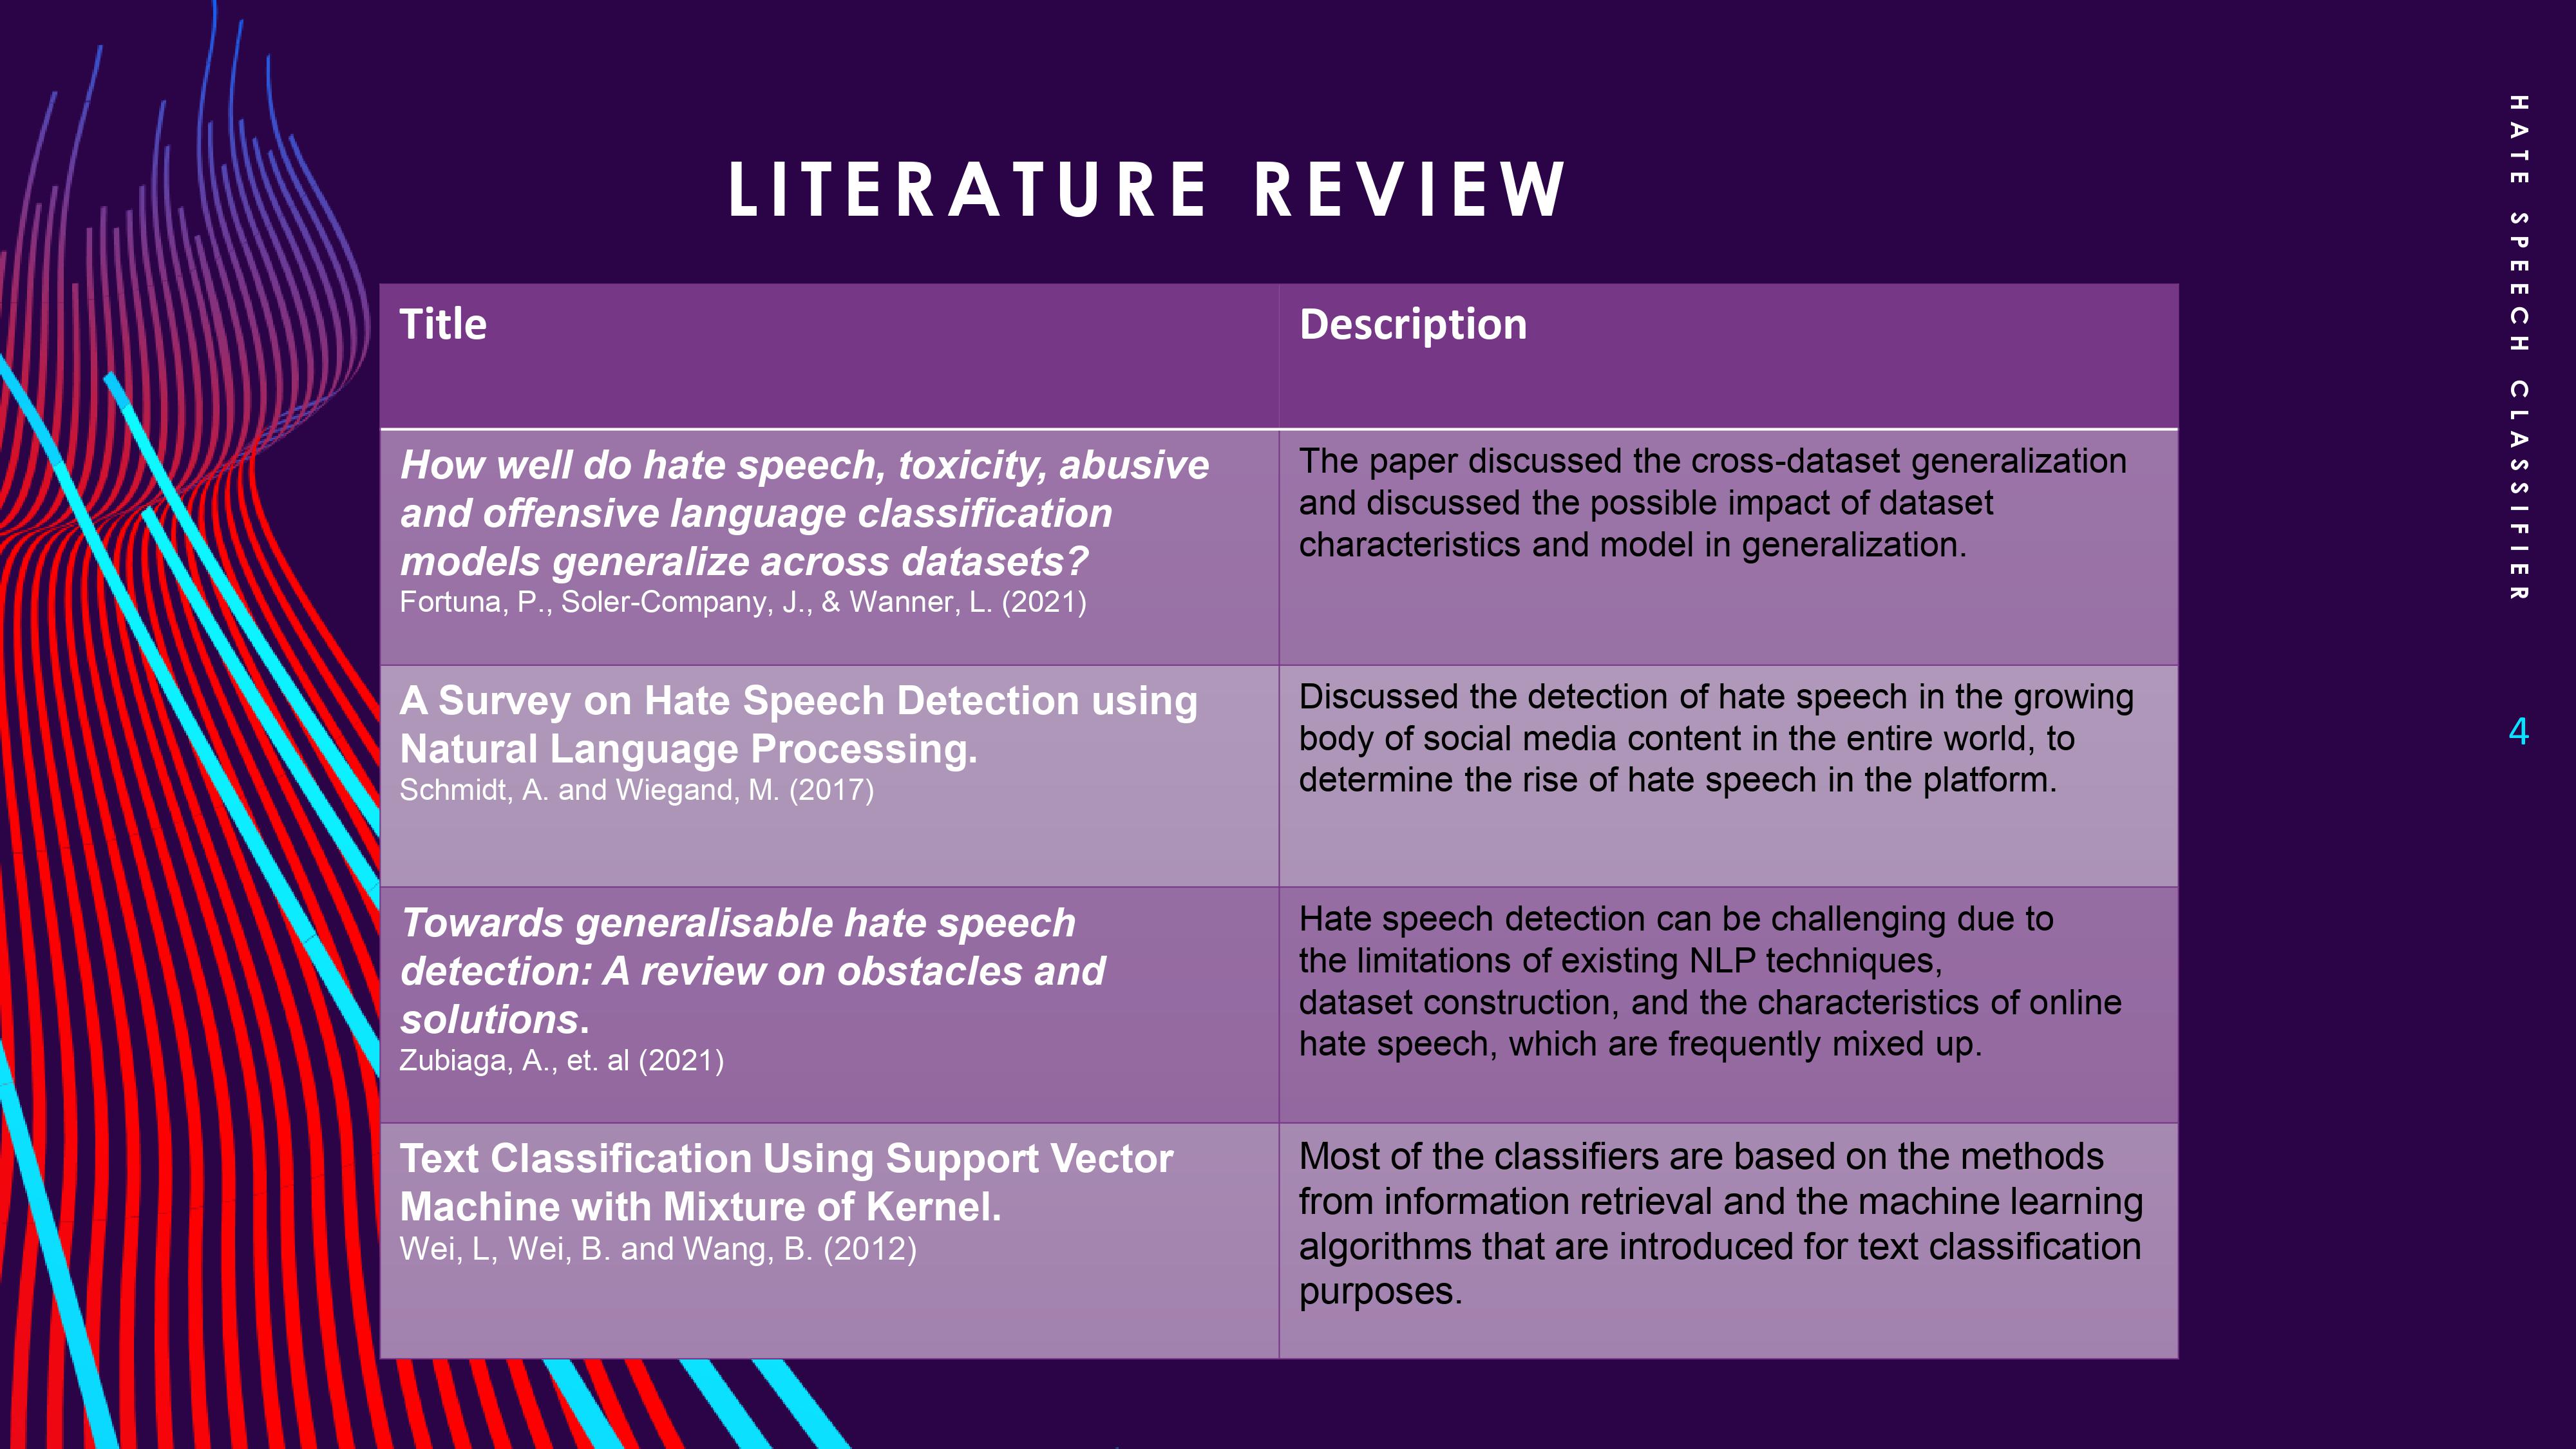 LITERATURE REVIEW
Title
Description
How well do hate speech, toxicity, abusive
and offensive language classification
models generalize across datasets?
Fortuna, P., Soler-Company, J., & Wanner, L. (2021)
The paper discussed the cross-dataset generalization
and discussed the possible impact of dataset
characteristics and model in generalization.
A Survey on Hate Speech Detection using
Natural Language Processing.
Schmidt, A. and Wiegand, M. (2017)
Discussed the detection of hate speech in the growing
body of social media content in the entire world, to
determine the rise of hate speech in the platform.
Towards generalisable hate speech
detection: A review on obstacles and
solutions.
Zubiaga, A., et. al (2021)
Hate speech detection can be challenging due to
the limitations of existing NLP techniques,
dataset construction, and the characteristics of online
hate speech, which are frequently mixed up.
Text Classification Using Support Vector
Machine with Mixture of Kernel.
Wei, L, Wei, B. and Wang, B. (2012)
Most of the classifiers are based on the methods
from information retrieval and the machine learning
algorithms that are introduced for text classification
purposes.
HATE SPEECH CLASSIFIER
4